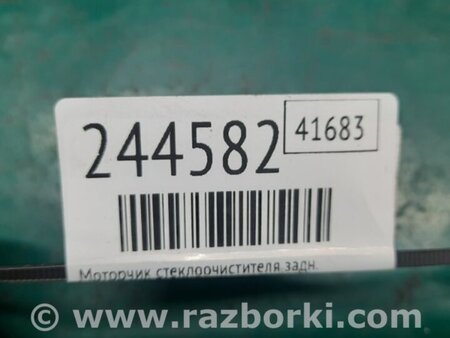 244582
41683
Моторчик стеклоочистителя задн.
© www.razborki.com